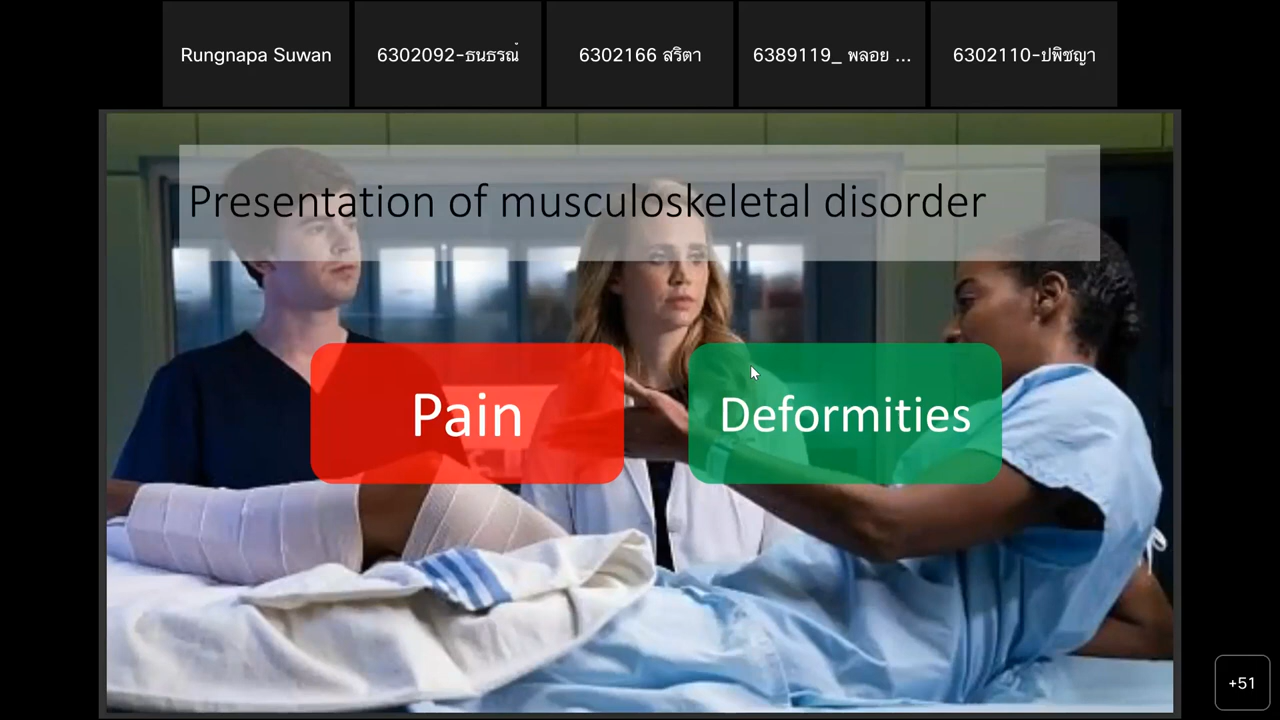 Rungnapa Suwan
6302092-ธนธรณ์
6302166 สริตา
6389119_ พลอย ...
6302110-ปพิชญา
Presentation of musculoskeletal disorder
Pain
Deformities
+51